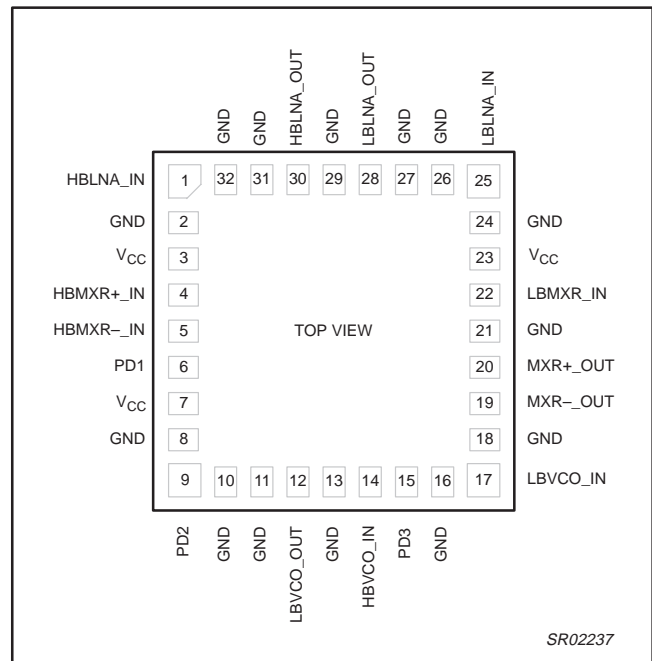 GND
GND
HBLNA_OUT
GND
LBLNA_OUT
GND
GND
LBLNA_IN
HBLNA_IN 1 32 31 30 29 28 27 26 25
GND 2 24 GND
VCC 3 23 VCC
HBMXR+_IN 4 22 LBMXR_IN
HBMXR–_IN 5 TOP VIEW 21 GND
PD1 6 20 MXR+_OUT
VCC 7 19 MXR–_OUT
GND 8 18 GND
9 10 11 12 13 14 15 16 17 LBVCO_IN
PD2
GND
GND
LBVCO_OUT
GND
HBVCO_IN
PD3
GND
SR02237